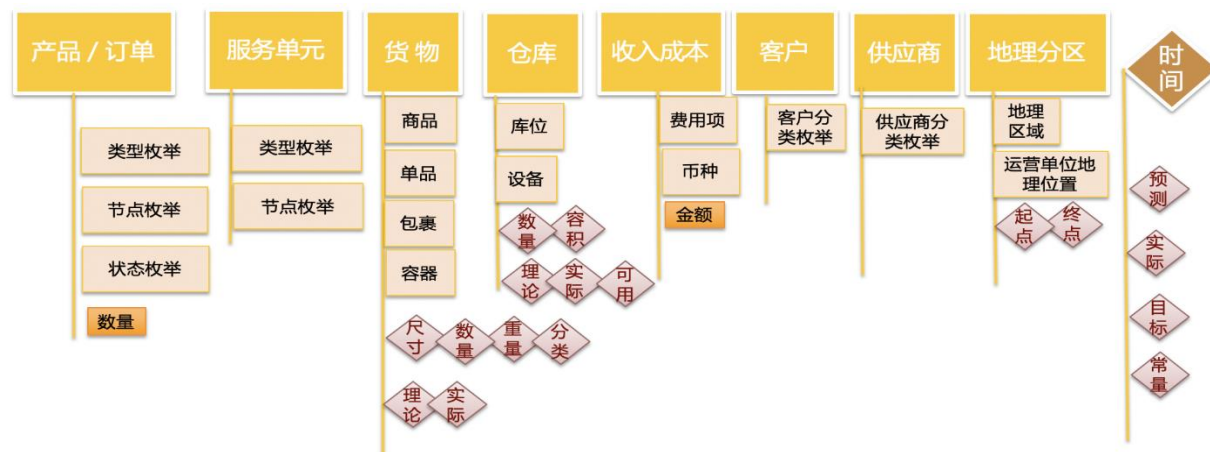 产品 / 订单
类型枚举
节点枚举
状态枚举
数量
服务单元
类型枚举
节点枚举
货 物
商品
单品
包裹
容器
尺
寸
数
量
重
量
分
类
理
论
实
际
仓库
库位
设备
数
量
容
积
理
论
实
际
可
用
收入成本
费用项
币种
金额
客户
客户分
类枚举
供应商
供应商分
类枚举
地理分区
地理
区域
运营单位地
理位置
起
点
终
点
时
间
预
测
实
际
目
标
常
量